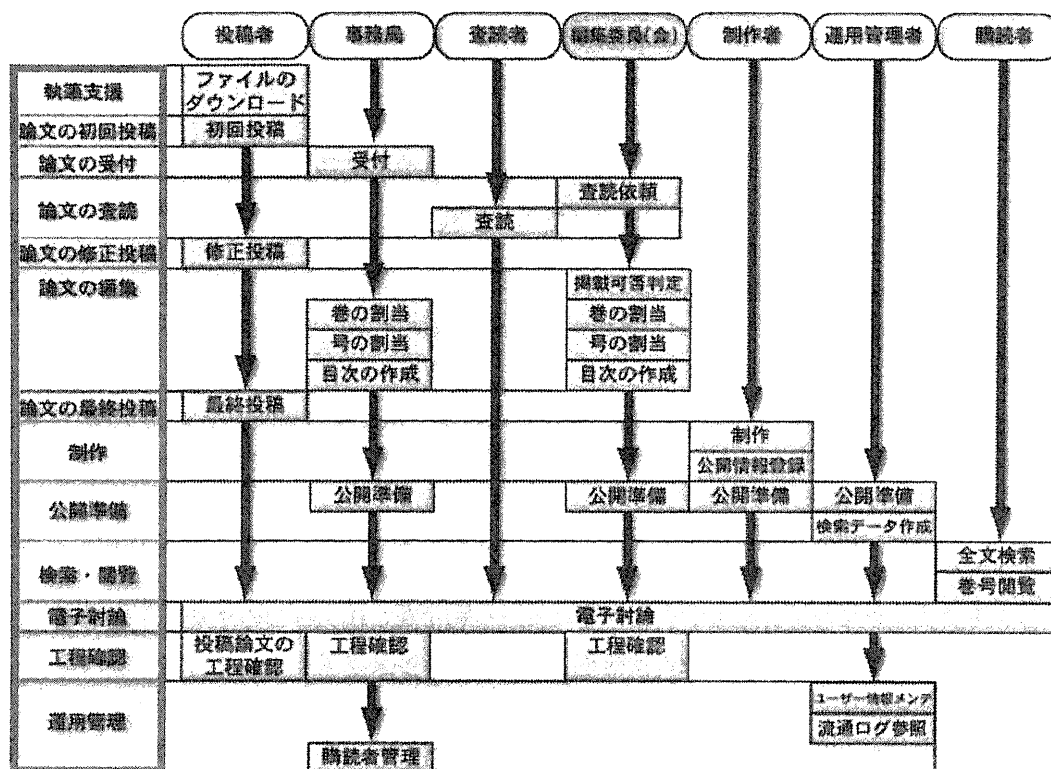 投稿者 事務局 査読者 編集委員(会) 制作者 運用管理者 購読者
執筆支援
ファイルの
ダウンロード
論文の初回投稿
初回投稿
論文の受付
受付
論文の査読
査読依頼
査読
論文の修正投稿
修正投稿
論文の編集
掲載可否判定
巻の割当 巻の割当
号の割当 号の割当
目次の作成 目次の作成
論文の最終投稿
最終投稿
制作
制作
公開情報登録
公開準備
公開準備 公開準備 公開準備 公開準備
検索データ作成
検索・閲覧
全文検索
巻号閲覧
電子討論
電子討論
工程確認
投稿論文の
工程確認
工程確認 工程確認
運用管理
ユーザー情報メンテ
流通ログ参照
購読者管理